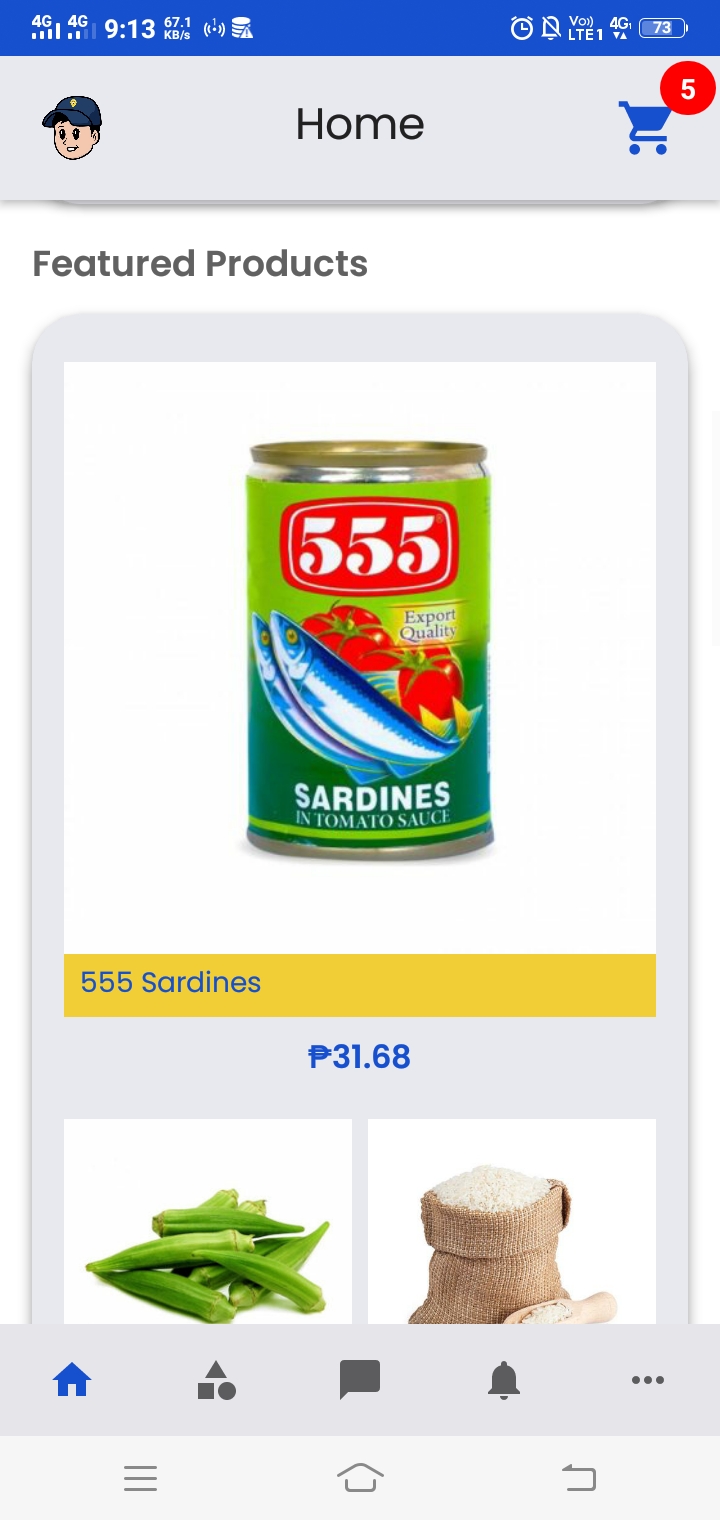 4G 4G 9:13 67.1 KB/s Vo)) LTE1 4G 73
5
Home
Featured Products
555
Export
Quality
SARDINES
IN TOMATO SAUCE
555 Sardines
₱31.68